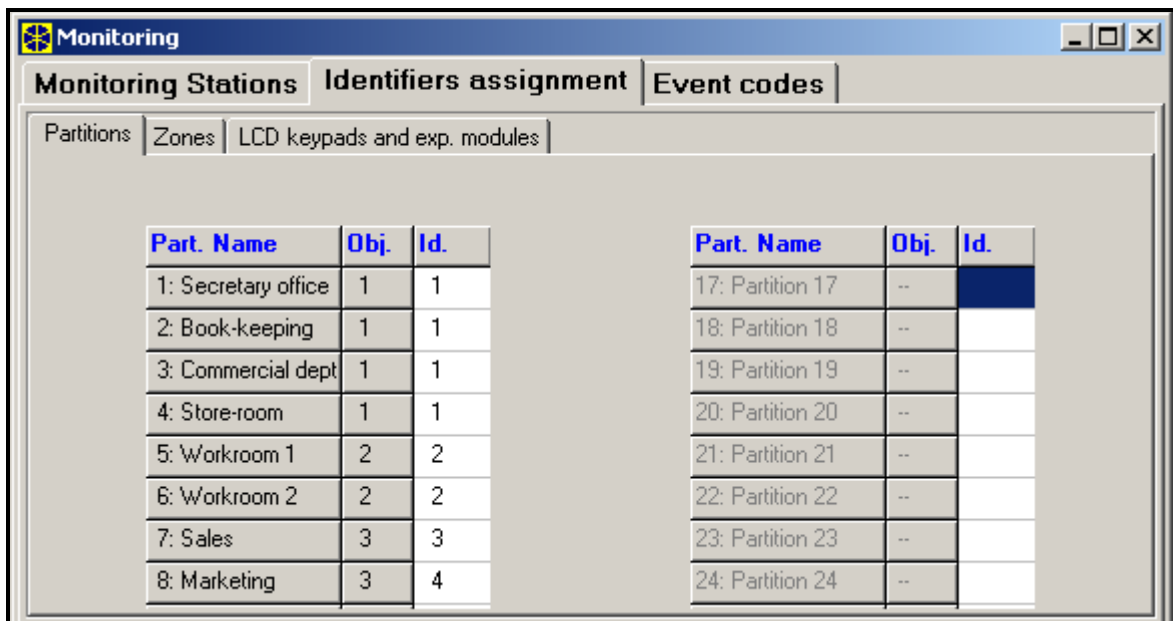 Monitoring
Monitoring Stations Identifiers assignment Event codes
Partitions Zones LCD keypads and exp. modules
Part. Name Obj. Id. Part. Name Obj. Id.
1: Secretary office 1 1 17: Partition 17 --
2: Book-keeping 1 1 18: Partition 18 --
3: Commercial dept 1 1 19: Partition 19 --
4: Store-room 1 1 20: Partition 20 --
5: Workroom 1 2 2 21: Partition 21 --
6: Workroom 2 2 2 22: Partition 22 --
7: Sales 3 3 23: Partition 23 --
8: Marketing 3 4 24: Partition 24 --